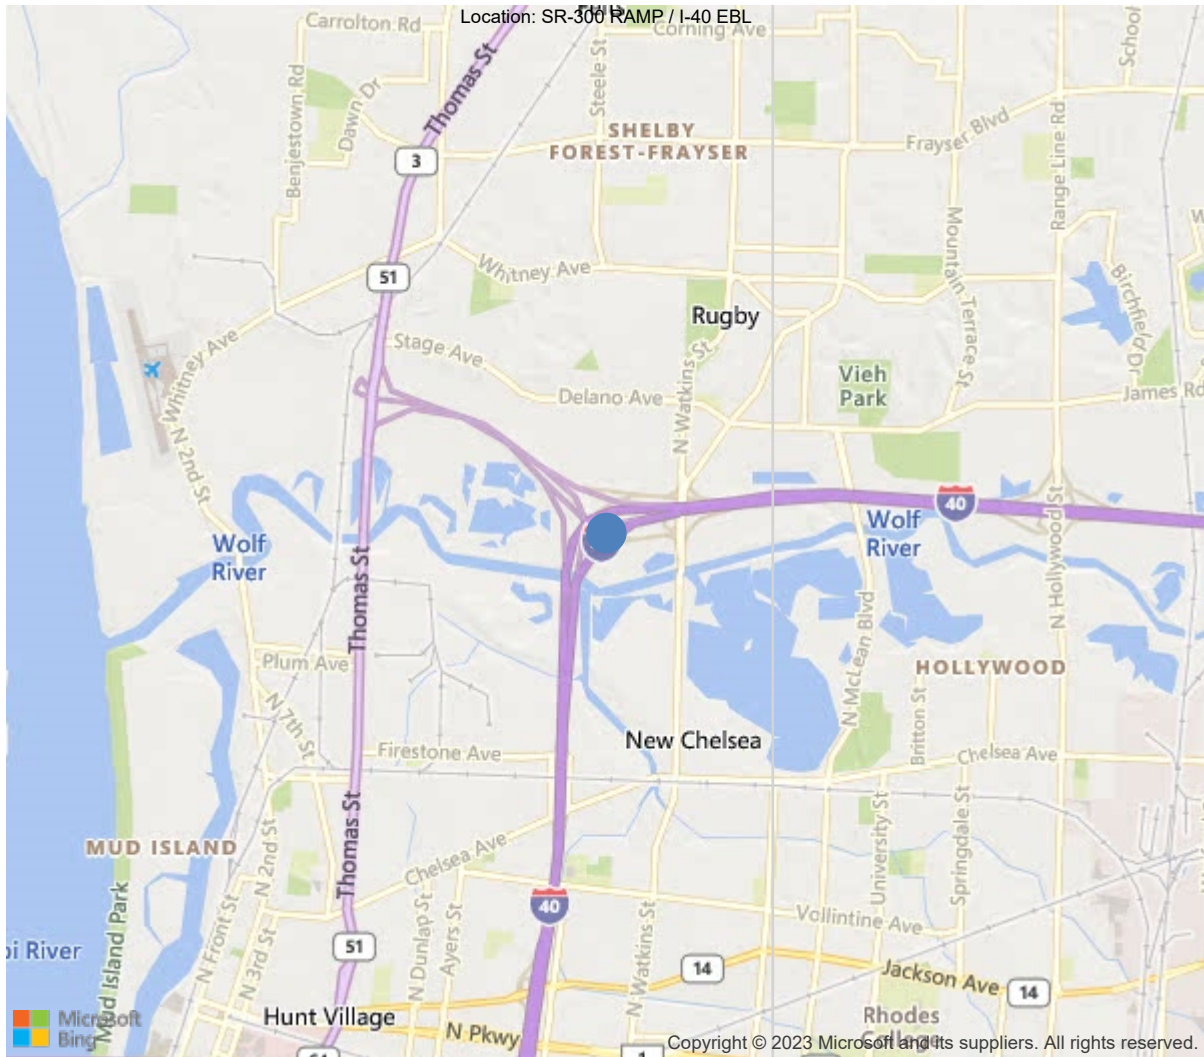 Location: SR-300 RAMP / I-40 EBL
Carrolton Rd
Corning Ave
School
Thomas St
Steele St
Benjestown Rd
Dawn Dr
SHELBY
FOREST-FRAYSER
Frayser Blvd
Range Line Rd
3
Mountain Terrace St
Whitney Ave
51
Birchfield Dr
Rugby
Whitney Ave
Stage Ave
N Watkins St
Vieh
Park
Delano Ave
James Rd
N 2nd St
40
Wolf
River
Wolf
River
N Hollywood St
Thomas St
N McLean Blvd
Plum Ave
HOLLYWOOD
N 7th St
Britton St
New Chelsea
Firestone Ave
Chelsea Ave
Thomas St
University St
Springdale St
MUD ISLAND
N 2nd St
Chelsea Ave
40
Mud Island Park
N Front St
N 3rd St
N Dunlap St
Ayers St
N Watkins St
Vollintine Ave
51
pi River
14
Jackson Ave
14
Microsoft
Bing
Hunt Village
N Pkwy
Rhodes
College
1
Copyright © 2023 Microsoft and its suppliers. All rights reserved.